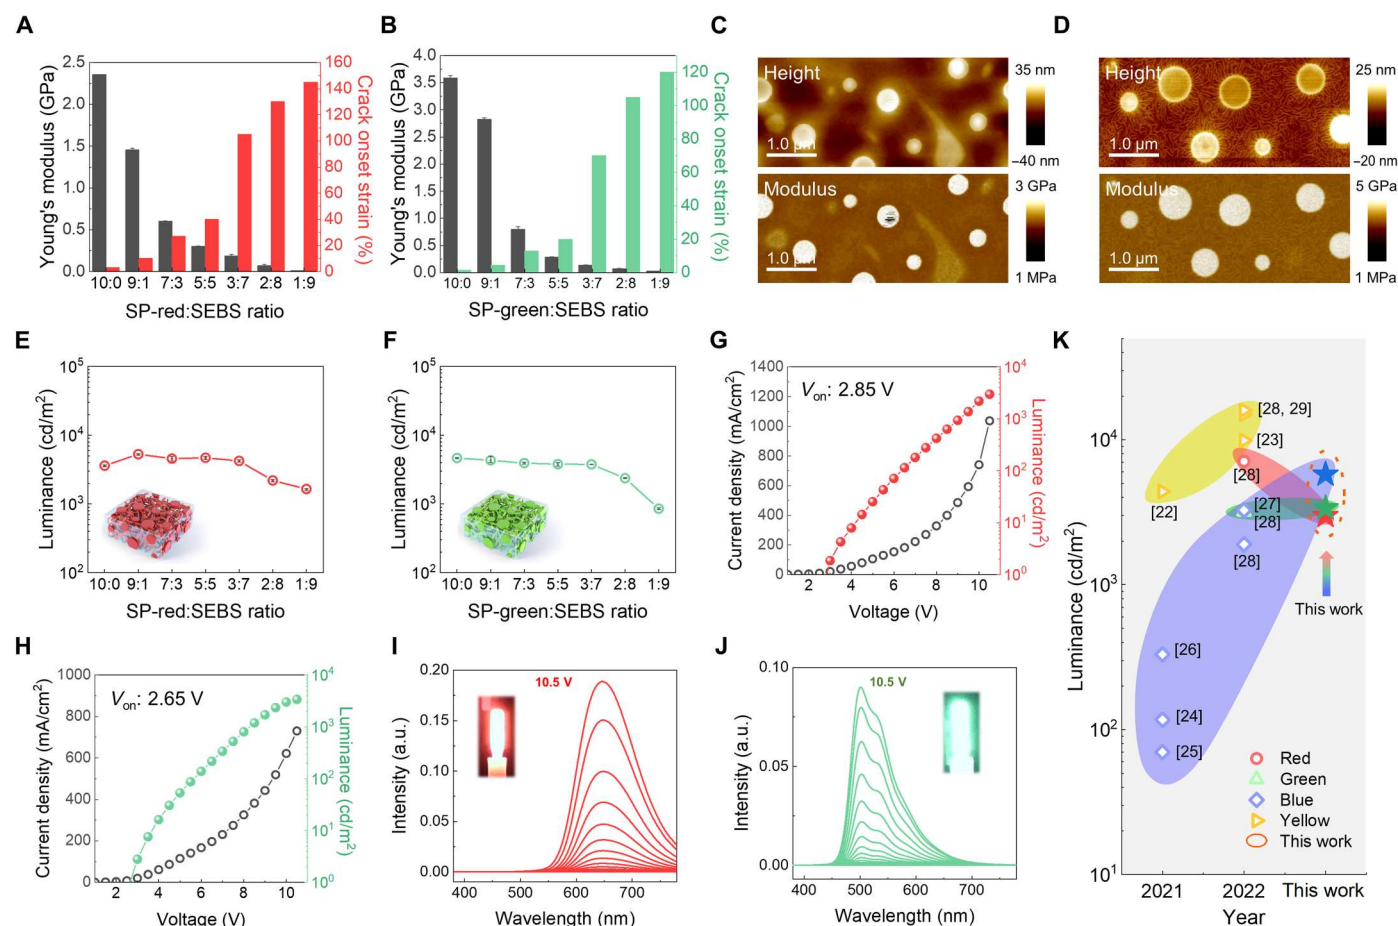 A
2.5
2.0
1.5
1.0
0.5
0.0
Young's modulus (GPa)
160
140
120
100
80
60
40
20
0
Crack onset strain (%)
10:0 9:1 7:3 5:5 3:7 2:8 1:9
SP-red:SEBS ratio
B
4.0
3.5
3.0
2.5
2.0
1.5
1.0
0.5
0.0
Young's modulus (GPa)
120
100
80
60
40
20
0
Crack onset strain (%)
10:0 9:1 7:3 5:5 3:7 2:8 1:9
SP-green:SEBS ratio
C
Height
1.0 µm
35 nm
–40 nm
Modulus
1.0 µm
3 GPa
1 MPa
D
Height
1.0 µm
25 nm
–20 nm
Modulus
1.0 µm
5 GPa
1 MPa
E
10⁵
10⁴
10³
10²
Luminance (cd/m²)
10:0 9:1 7:3 5:5 3:7 2:8 1:9
SP-red:SEBS ratio
F
10⁵
10⁴
10³
10²
Luminance (cd/m²)
10:0 9:1 7:3 5:5 3:7 2:8 1:9
SP-green:SEBS ratio
G
1400
1200
1000
800
600
400
200
0
Current density (mA/cm²)
Von: 2.85 V
10⁴
10³
10²
10¹
10⁰
Luminance (cd/m²)
2 4 6 8 10
Voltage (V)
H
1000
800
600
400
200
0
Current density (mA/cm²)
Von: 2.65 V
10⁴
10³
10²
10¹
10⁰
Luminance (cd/m²)
2 4 6 8 10
Voltage (V)
I
0.20
0.15
0.10
0.05
0.00
Intensity (a.u.)
10.5 V
400 500 600 700
Wavelength (nm)
J
0.10
0.05
0.00
Intensity (a.u.)
10.5 V
400 500 600 700
Wavelength (nm)
K
10⁴
10³
10²
10¹
Luminance (cd/m²)
[28, 29]
[23]
[28]
[22]
[27]
[28]
[28]
This work
[26]
[24]
[25]
Red
Green
Blue
Yellow
This work
2021 2022 This work
Year